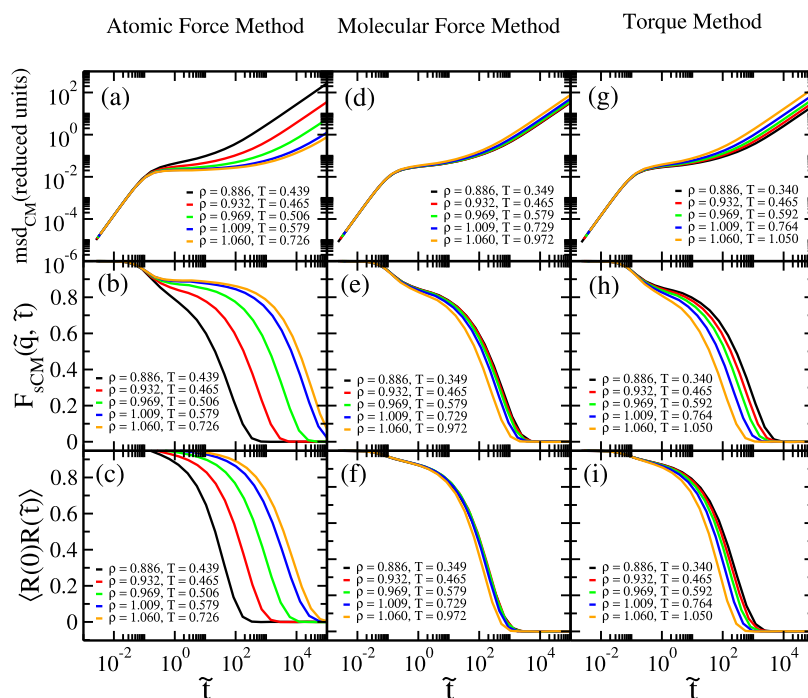 Atomic Force Method
Molecular Force Method
Torque Method
msd_CM(reduced units)
10^2
10^0
10^-2
10^-4
10^-6
(a)
ρ = 0.886, T = 0.439
ρ = 0.932, T = 0.465
ρ = 0.969, T = 0.506
ρ = 1.009, T = 0.579
ρ = 1.060, T = 0.726
(d)
ρ = 0.886, T = 0.349
ρ = 0.932, T = 0.465
ρ = 0.969, T = 0.579
ρ = 1.009, T = 0.729
ρ = 1.060, T = 0.972
(g)
ρ = 0.886, T = 0.340
ρ = 0.932, T = 0.465
ρ = 0.969, T = 0.592
ρ = 1.009, T = 0.764
ρ = 1.060, T = 1.050
F_sCM(q̃, t̃)
0.8
0.6
0.4
0.2
0
(b)
ρ = 0.886, T = 0.439
ρ = 0.932, T = 0.465
ρ = 0.969, T = 0.506
ρ = 1.009, T = 0.579
ρ = 1.060, T = 0.726
(e)
ρ = 0.886, T = 0.349
ρ = 0.932, T = 0.465
ρ = 0.969, T = 0.579
ρ = 1.009, T = 0.729
ρ = 1.060, T = 0.972
(h)
ρ = 0.886, T = 0.340
ρ = 0.932, T = 0.465
ρ = 0.969, T = 0.592
ρ = 1.009, T = 0.764
ρ = 1.060, T = 1.050
⟨R(0)R(t̃)⟩
0.8
0.6
0.4
0.2
0
(c)
ρ = 0.886, T = 0.439
ρ = 0.932, T = 0.465
ρ = 0.969, T = 0.506
ρ = 1.009, T = 0.579
ρ = 1.060, T = 0.726
(f)
ρ = 0.886, T = 0.349
ρ = 0.932, T = 0.465
ρ = 0.969, T = 0.579
ρ = 1.009, T = 0.729
ρ = 1.060, T = 0.972
(i)
ρ = 0.886, T = 0.340
ρ = 0.932, T = 0.465
ρ = 0.969, T = 0.592
ρ = 1.009, T = 0.764
ρ = 1.060, T = 1.050
10^-2 10^0 10^2 10^4
10^-2 10^0 10^2 10^4
10^-2 10^0 10^2 10^4
t̃
t̃
t̃